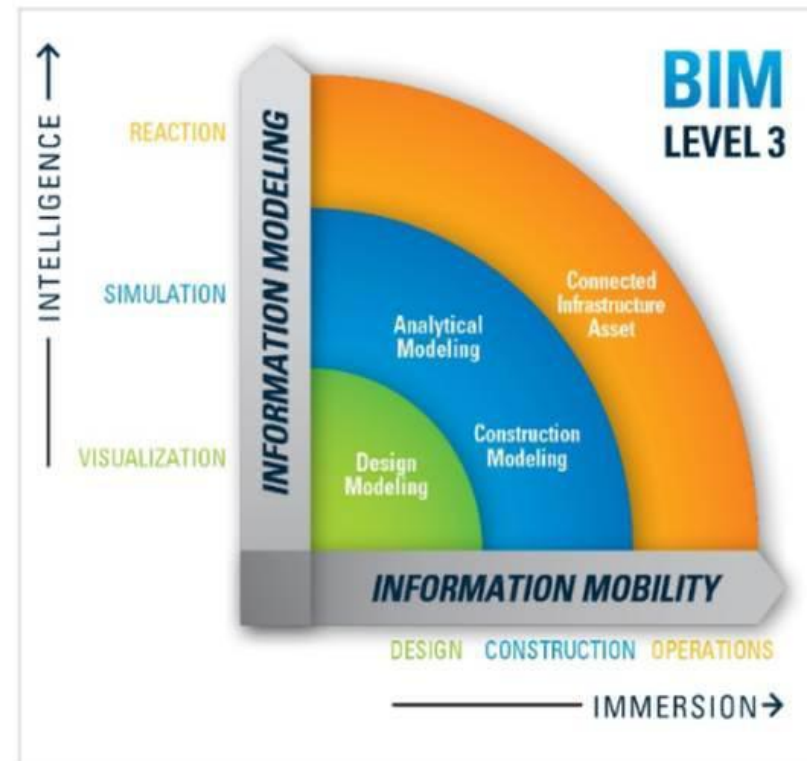 BIM
LEVEL 3
INTELLIGENCE
REACTION
SIMULATION
VISUALIZATION
INFORMATION MODELING
Connected
Infrastructure
Asset
Analytical
Modeling
Construction
Modeling
Design
Modeling
INFORMATION MOBILITY
DESIGN CONSTRUCTION OPERATIONS
IMMERSION